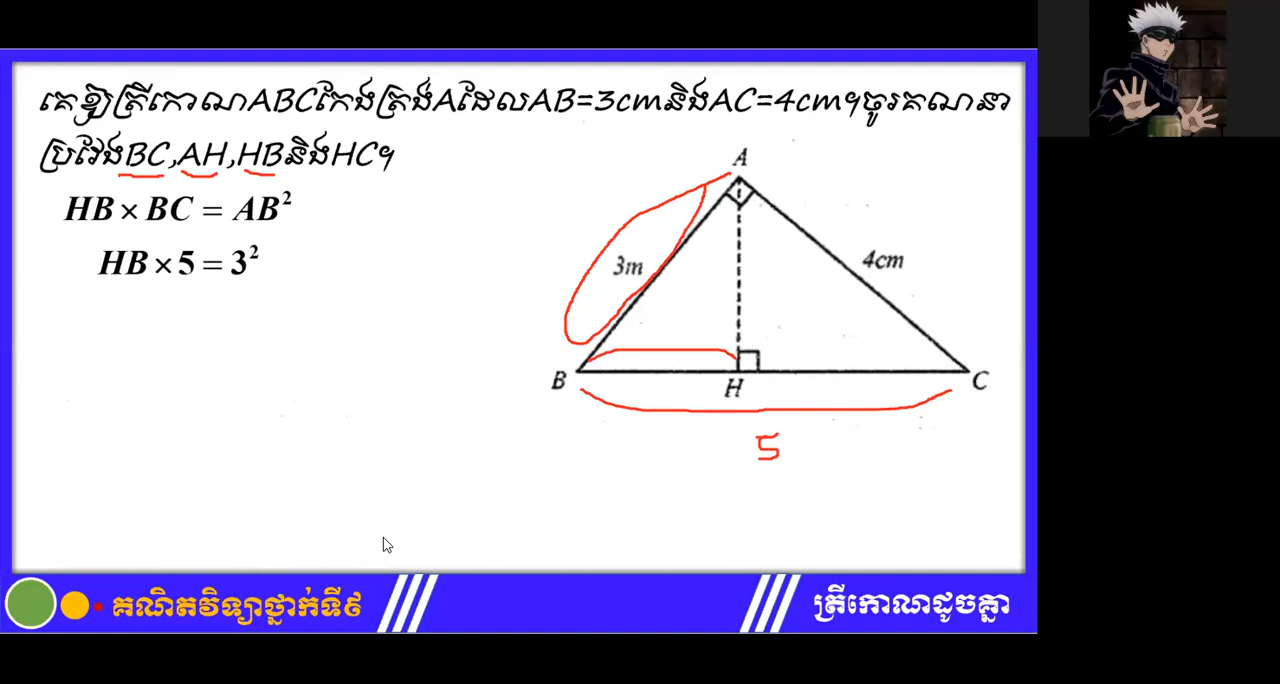 គេឱ្យត្រីកោណABCកែងត្រង់AដែលAB=3cmនិងAC=4cm។ចូរគណនា
ប្រវែងBC,AH,HBនិងHC។
HB × BC = AB²
HB × 5 = 3²
A
3m
4cm
B
H
C
5
គណិតវិទ្យាថ្នាក់ទី៩
ត្រីកោណដូចគ្នា